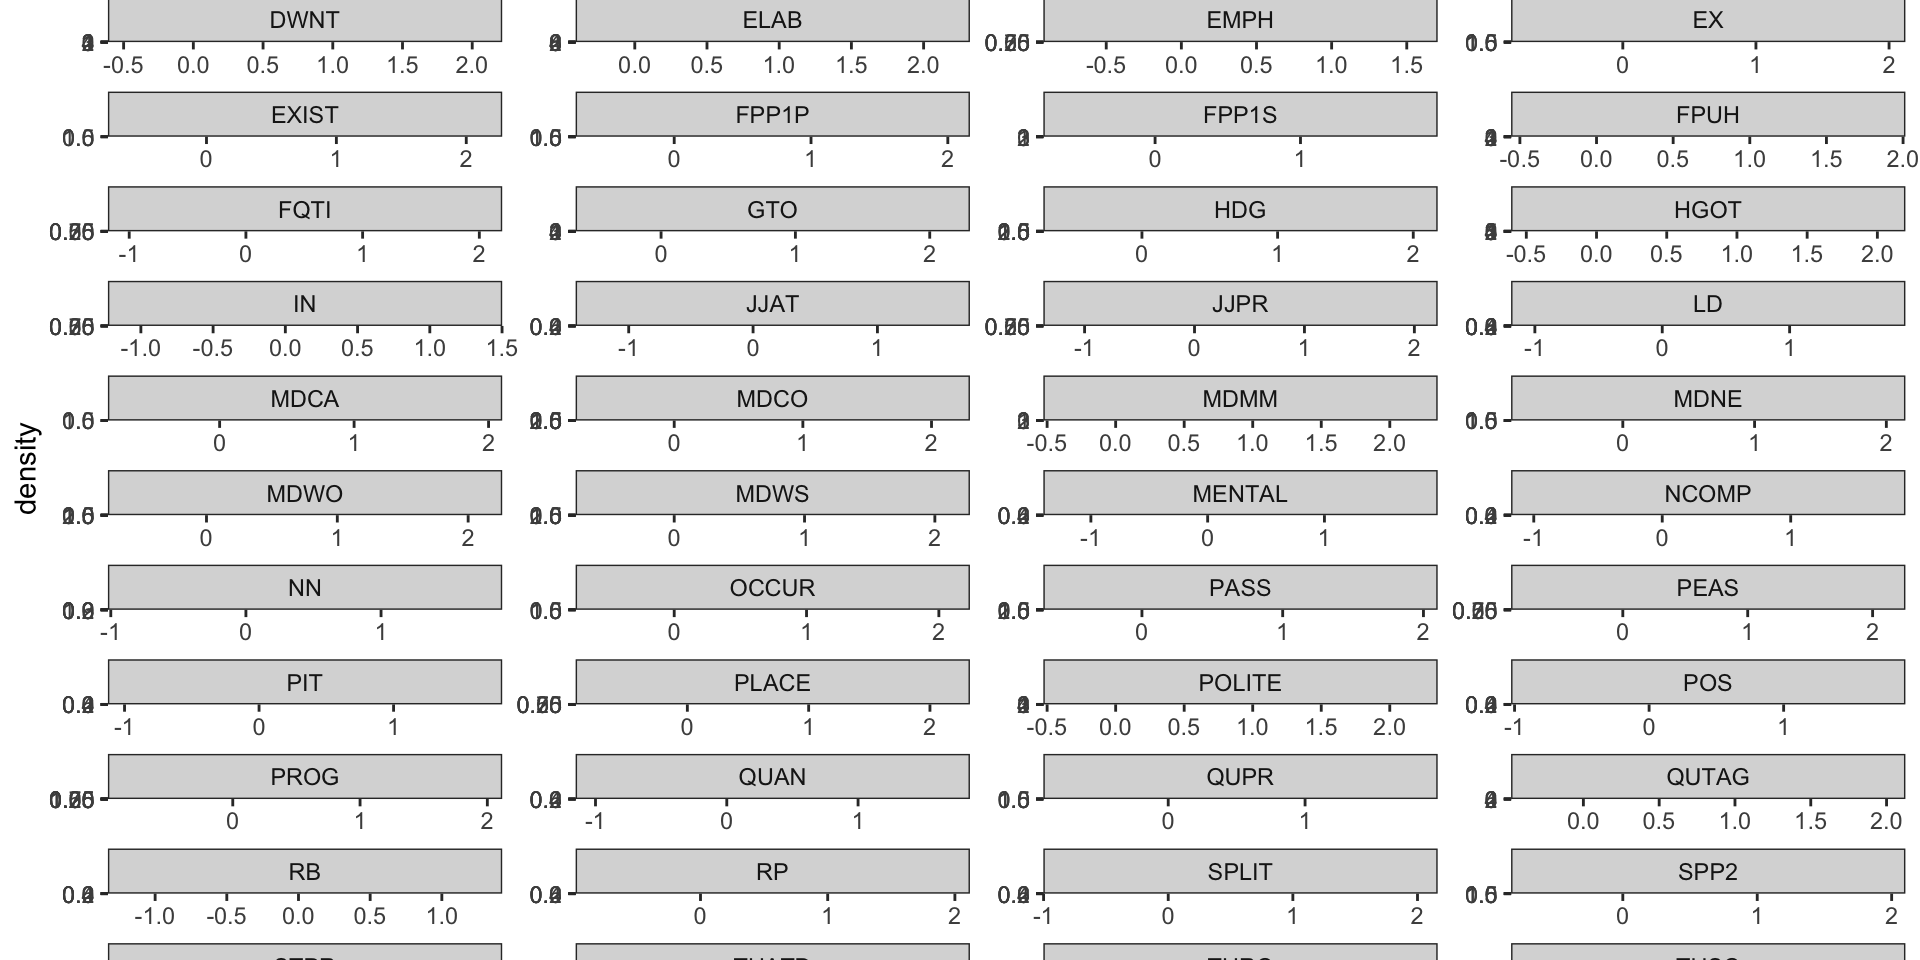 DWNT ELAB EMPH EX
-0.5 0.0 0.5 1.0 1.5 2.0 0.0 0.5 1.0 1.5 2.0 -0.5 0.0 0.5 1.0 1.5 0 1 2
EXIST FPP1P FPP1S FPUH
0 1 2 0 1 2 0 1 -0.5 0.0 0.5 1.0 1.5 2.0
FQTI GTO HDG HGOT
-1 0 1 2 0 1 2 0 1 2 -0.5 0.0 0.5 1.0 1.5 2.0
IN JJAT JJPR LD
-1.0 -0.5 0.0 0.5 1.0 1.5 -1 0 1 -1 0 1 2 -1 0 1
density
MDCA MDCO MDMM MDNE
0 1 2 0 1 2 -0.5 0.0 0.5 1.0 1.5 2.0 0 1 2
MDWO MDWS MENTAL NCOMP
0 1 2 0 1 2 -1 0 1 -1 0 1
NN OCCUR PASS PEAS
-1 0 1 0 1 2 0 1 2 0 1 2
PIT PLACE POLITE POS
-1 0 1 0 1 2 -0.5 0.0 0.5 1.0 1.5 2.0 -1 0 1
PROG QUAN QUPR QUTAG
0 1 2 -1 0 1 0 1 0.0 0.5 1.0 1.5 2.0
RB RP SPLIT SPP2
-1.0 -0.5 0.0 0.5 1.0 0 1 2 -1 0 1 2 0 1 2